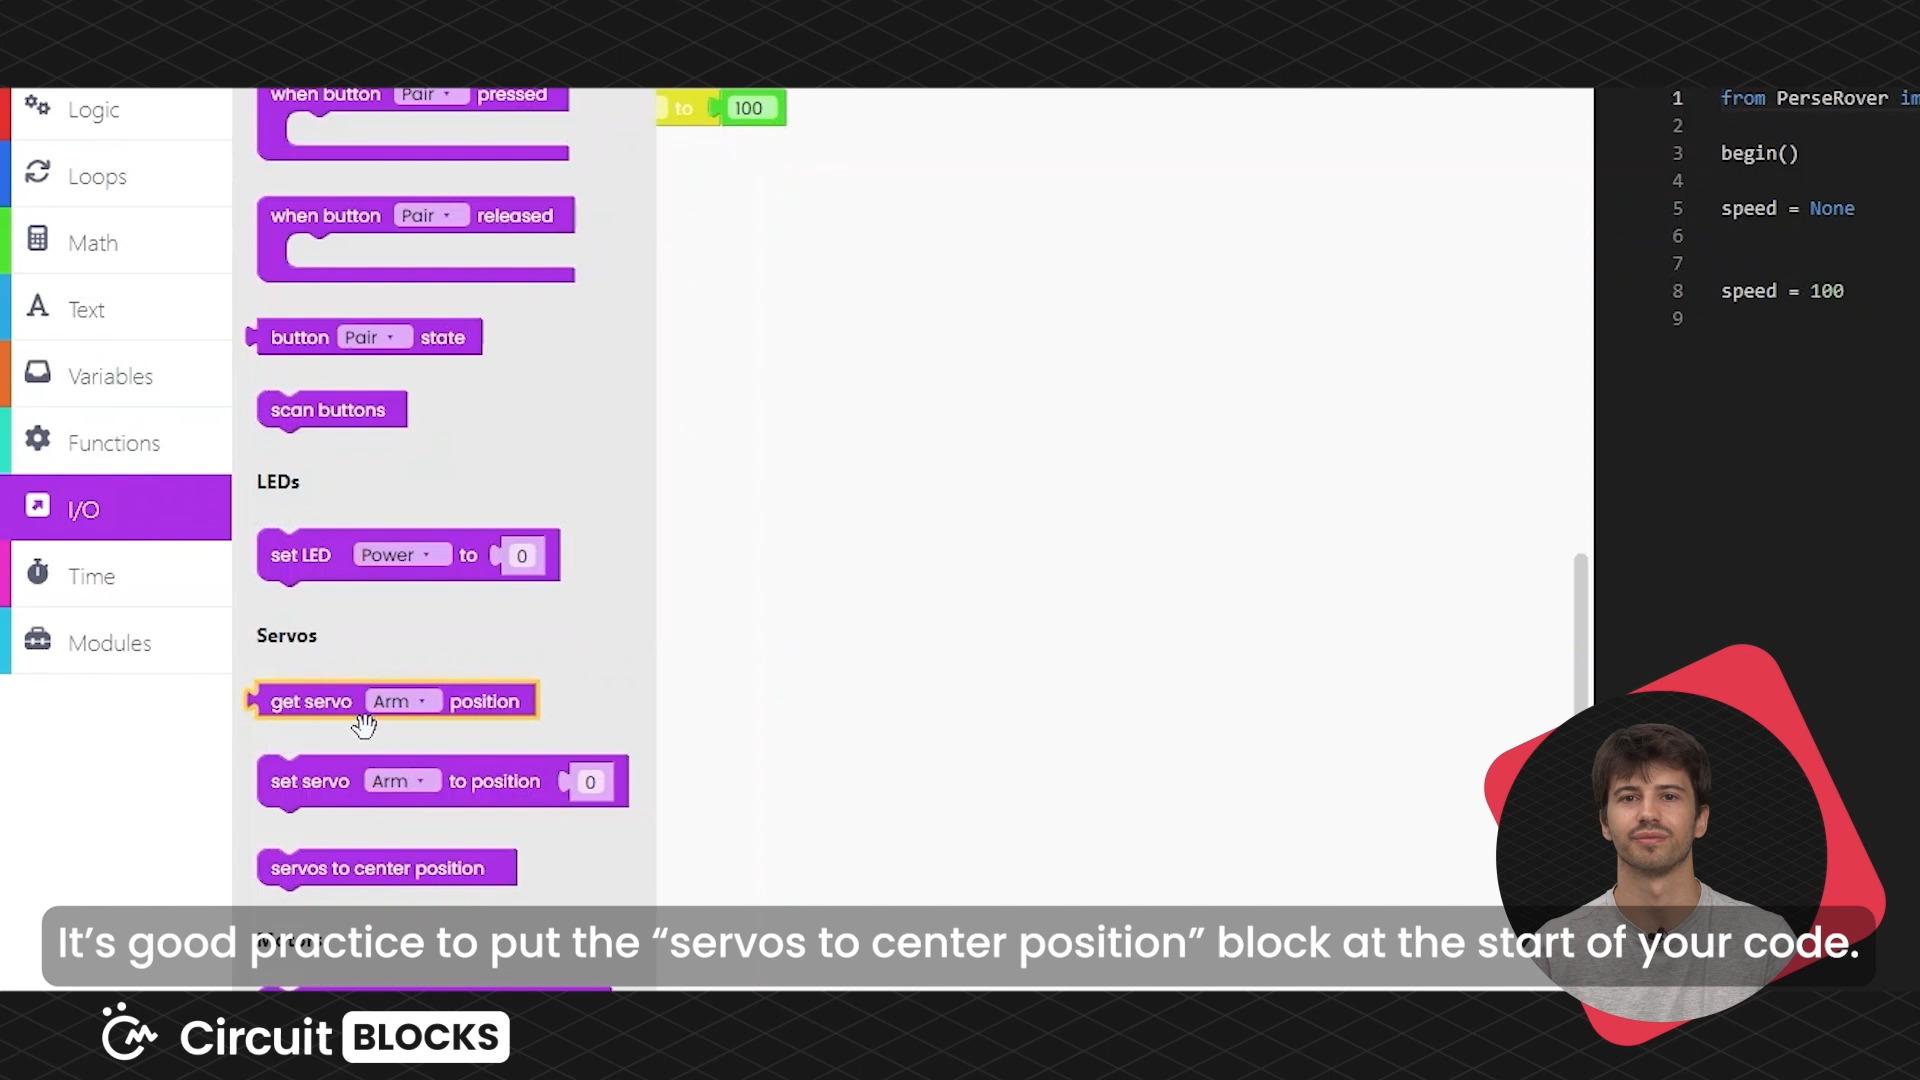 Logic
Loops
Math
Text
Variables
Functions
I/O
Time
Modules
when button Pair pressed
when button Pair released
button Pair state
scan buttons
LEDs
set LED Power to 0
Servos
get servo Arm position
set servo Arm to position 0
servos to center position
to 100
1 from PerseRover im
2
3 begin()
4
5 speed = None
6
7
8 speed = 100
9
It’s good practice to put the “servos to center position” block at the start of your code.
Circuit BLOCKS